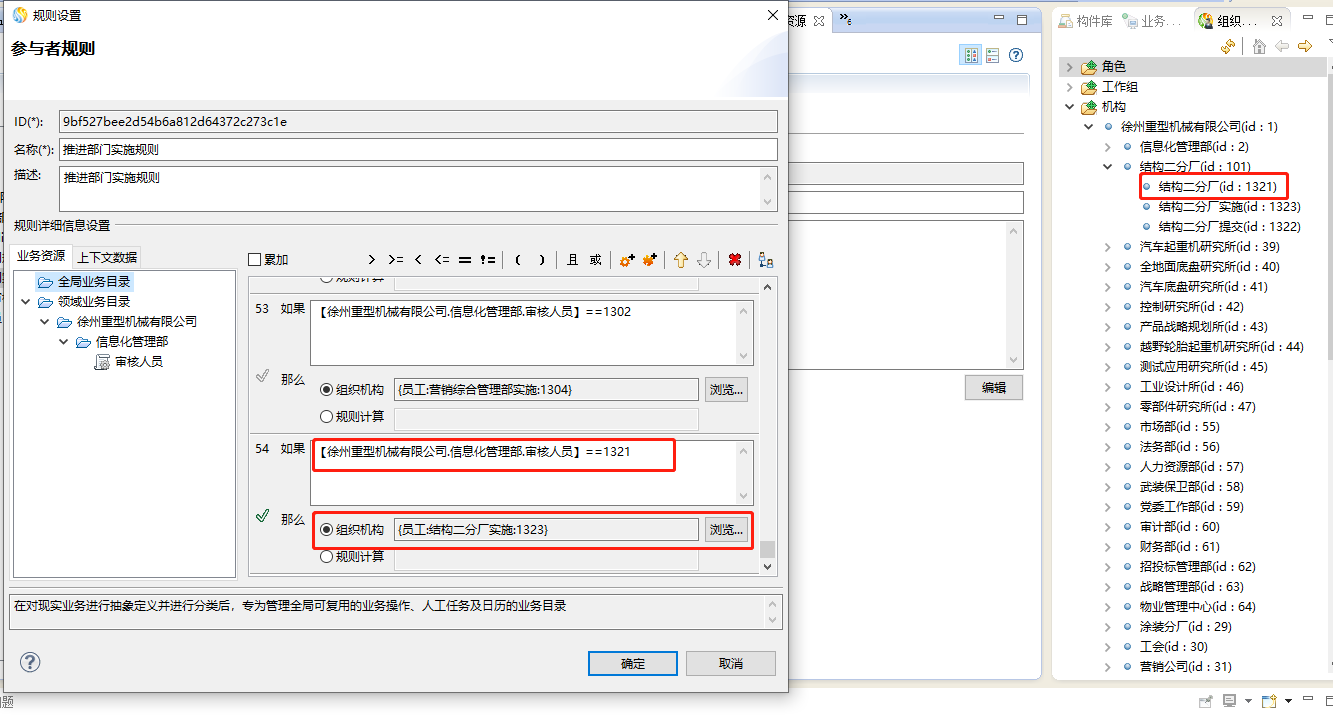 规则设置
参与者规则
ID(*):
9bf527bee2d54b6a812d64372c273c1e
名称(*):
推进部门实施规则
描述:
推进部门实施规则
规则详细信息设置
业务资源
上下文数据
全局业务目录
领域业务目录
徐州重型机械有限公司
信息化管理部
审核人员
累加
> >= < <= == != ( ) 且 或
规则计算
53 如果
【徐州重型机械有限公司.信息化管理部.审核人员】==1302
那么
组织机构
{员工:营销综合管理部实施:1304}
浏览...
规则计算
54 如果
【徐州重型机械有限公司.信息化管理部.审核人员】==1321
那么
组织机构
{员工:结构二分厂实施:1323}
浏览...
规则计算
在对现实业务进行抽象定义并进行分类后，专为管理全局可复用的业务操作、人工任务及日历的业务目录
确定
取消
资源
»6
编辑
构件库
业务...
组织...
角色
工作组
机构
徐州重型机械有限公司(id : 1)
信息化管理部(id : 2)
结构二分厂(id : 101)
结构二分厂(id : 1321)
结构二分厂实施(id : 1323)
结构二分厂提交(id : 1322)
汽车起重机研究所(id : 39)
全地面底盘研究所(id : 40)
汽车底盘研究所(id : 41)
控制研究所(id : 42)
产品战略规划所(id : 43)
越野轮胎起重机研究所(id : 44)
测试应用研究所(id : 45)
工业设计所(id : 46)
零部件研究所(id : 47)
市场部(id : 55)
法务部(id : 56)
人力资源部(id : 57)
武装保卫部(id : 58)
党委工作部(id : 59)
审计部(id : 60)
财务部(id : 61)
招投标管理部(id : 62)
战略管理部(id : 63)
物业管理中心(id : 64)
涂装分厂(id : 29)
工会(id : 30)
营销公司(id : 31)
题